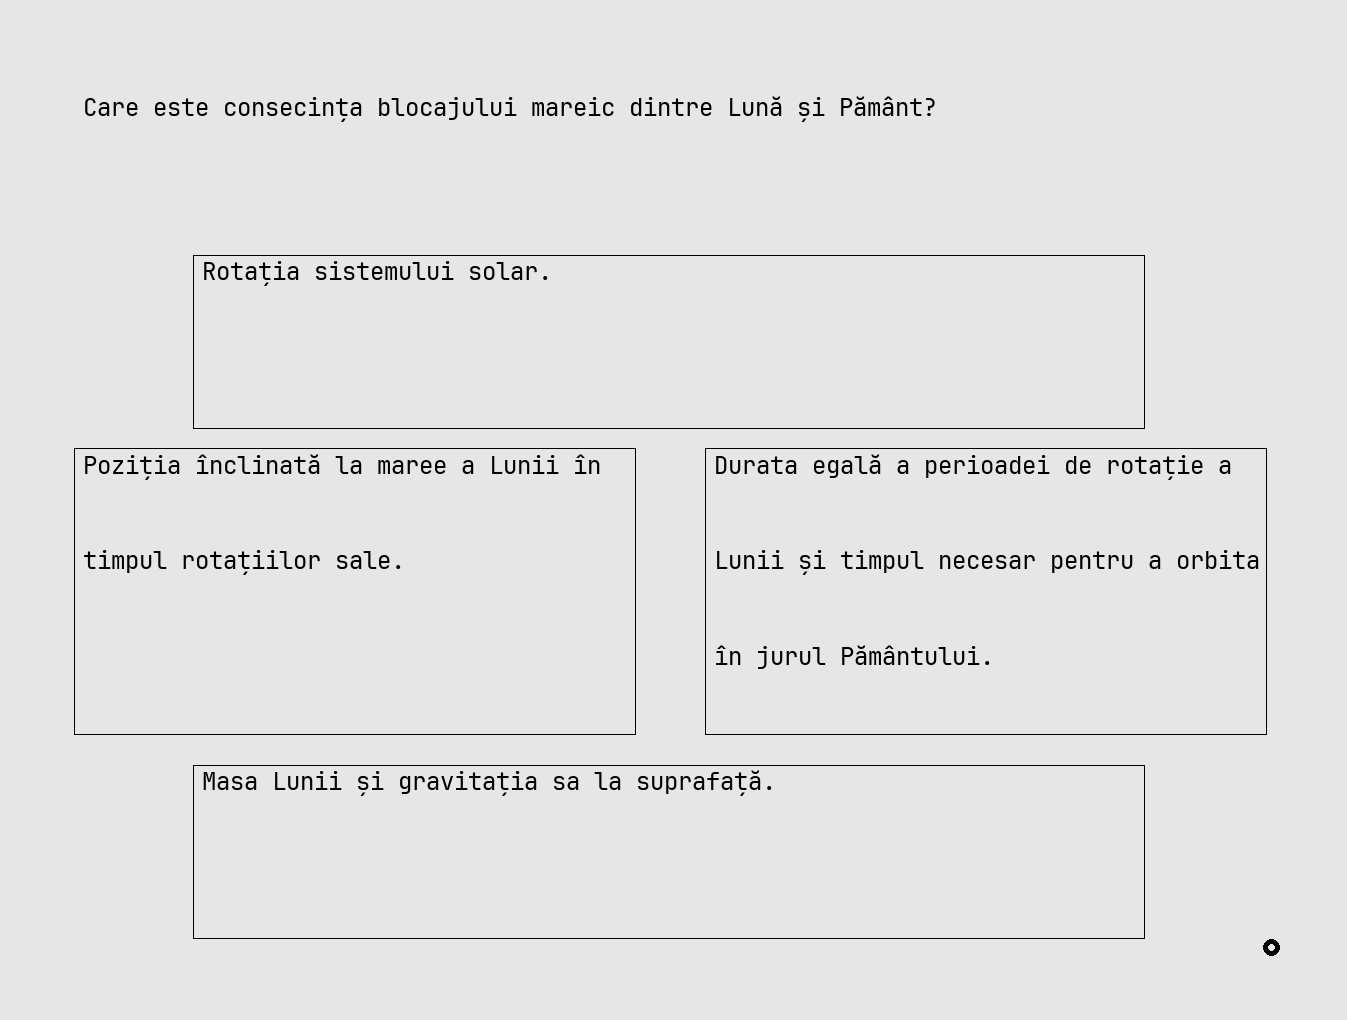 Care este consecința blocajului mareic dintre Lună și Pământ?
Rotația sistemului solar.
Poziția înclinată la maree a Lunii în
timpul rotațiilor sale.
Durata egală a perioadei de rotație a
Lunii și timpul necesar pentru a orbita
în jurul Pământului.
Masa Lunii și gravitația sa la suprafață.